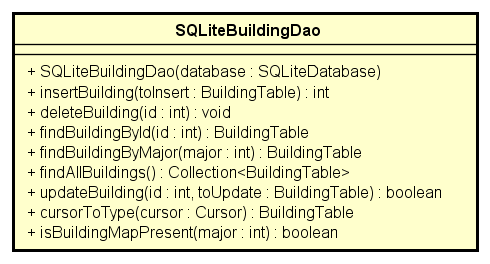 SQLiteBuildingDao
+ SQLiteBuildingDao(database : SQLiteDatabase)
+ insertBuilding(toInsert : BuildingTable) : int
+ deleteBuilding(id : int) : void
+ findBuildingById(id : int) : BuildingTable
+ findBuildingByMajor(major : int) : BuildingTable
+ findAllBuildings() : Collection<BuildingTable>
+ updateBuilding(id : int, toUpdate : BuildingTable) : boolean
+ cursorToType(cursor : Cursor) : BuildingTable
+ isBuildingMapPresent(major : int) : boolean